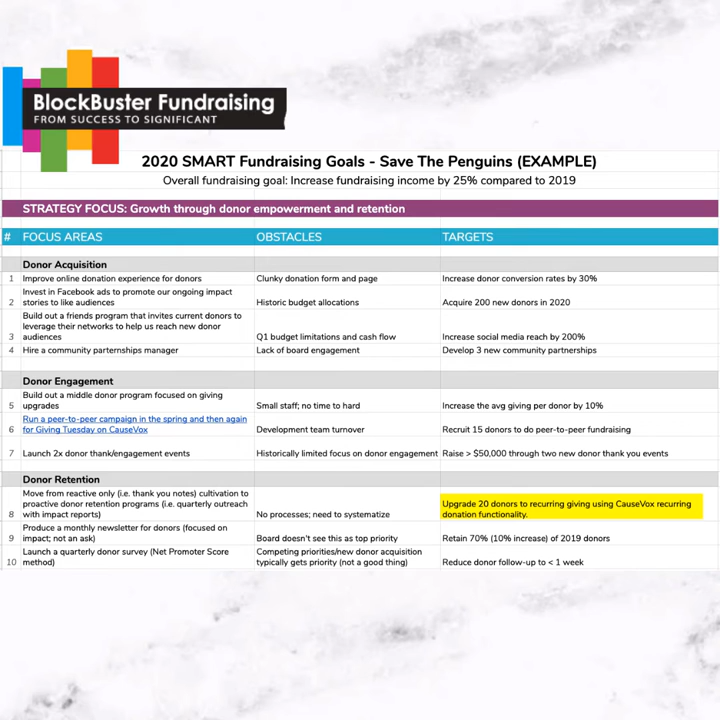 BlockBuster Fundraising
FROM SUCCESS TO SIGNIFICANT
2020 SMART Fundraising Goals - Save The Penguins (EXAMPLE)
Overall fundraising goal: Increase fundraising income by 25% compared to 2019
STRATEGY FOCUS: Growth through donor empowerment and retention
# FOCUS AREAS OBSTACLES TARGETS
Donor Acquisition
1 Improve online donation experience for donors Clunky donation form and page Increase donor conversion rates by 30%
Invest in Facebook ads to promote our ongoing impact
2 stories to like audiences Historic budget allocations Acquire 200 new donors in 2020
Build out a friends program that invites current donors to
leverage their networks to help us reach new donor
3 audiences Q1 budget limitations and cash flow Increase social media reach by 200%
4 Hire a community parternships manager Lack of board engagement Develop 3 new community partnerships
Donor Engagement
Build out a middle donor program focused on giving
5 upgrades Small staff; no time to hard Increase the avg giving per donor by 10%
Run a peer-to-peer campaign in the spring and then again
6 for Giving Tuesday on CauseVox Development team turnover Recruit 15 donors to do peer-to-peer fundraising
7 Launch 2x donor thank/engagement events Historically limited focus on donor engagement Raise > $50,000 through two new donor thank you events
Donor Retention
Move from reactive only (i.e. thank you notes) cultivation to
proactive donor retention programs (i.e. quarterly outreach Upgrade 20 donors to recurring giving using CauseVox recurring
8 with impact reports) No processes; need to systematize donation functionality.
Produce a monthly newsletter for donors (focused on
9 impact; not an ask) Board doesn't see this as top priority Retain 70% (10% increase) of 2019 donors
Launch a quarterly donor survey (Net Promoter Score Competing priorities/new donor acquisition
10 method) typically gets priority (not a good thing) Reduce donor follow-up to < 1 week